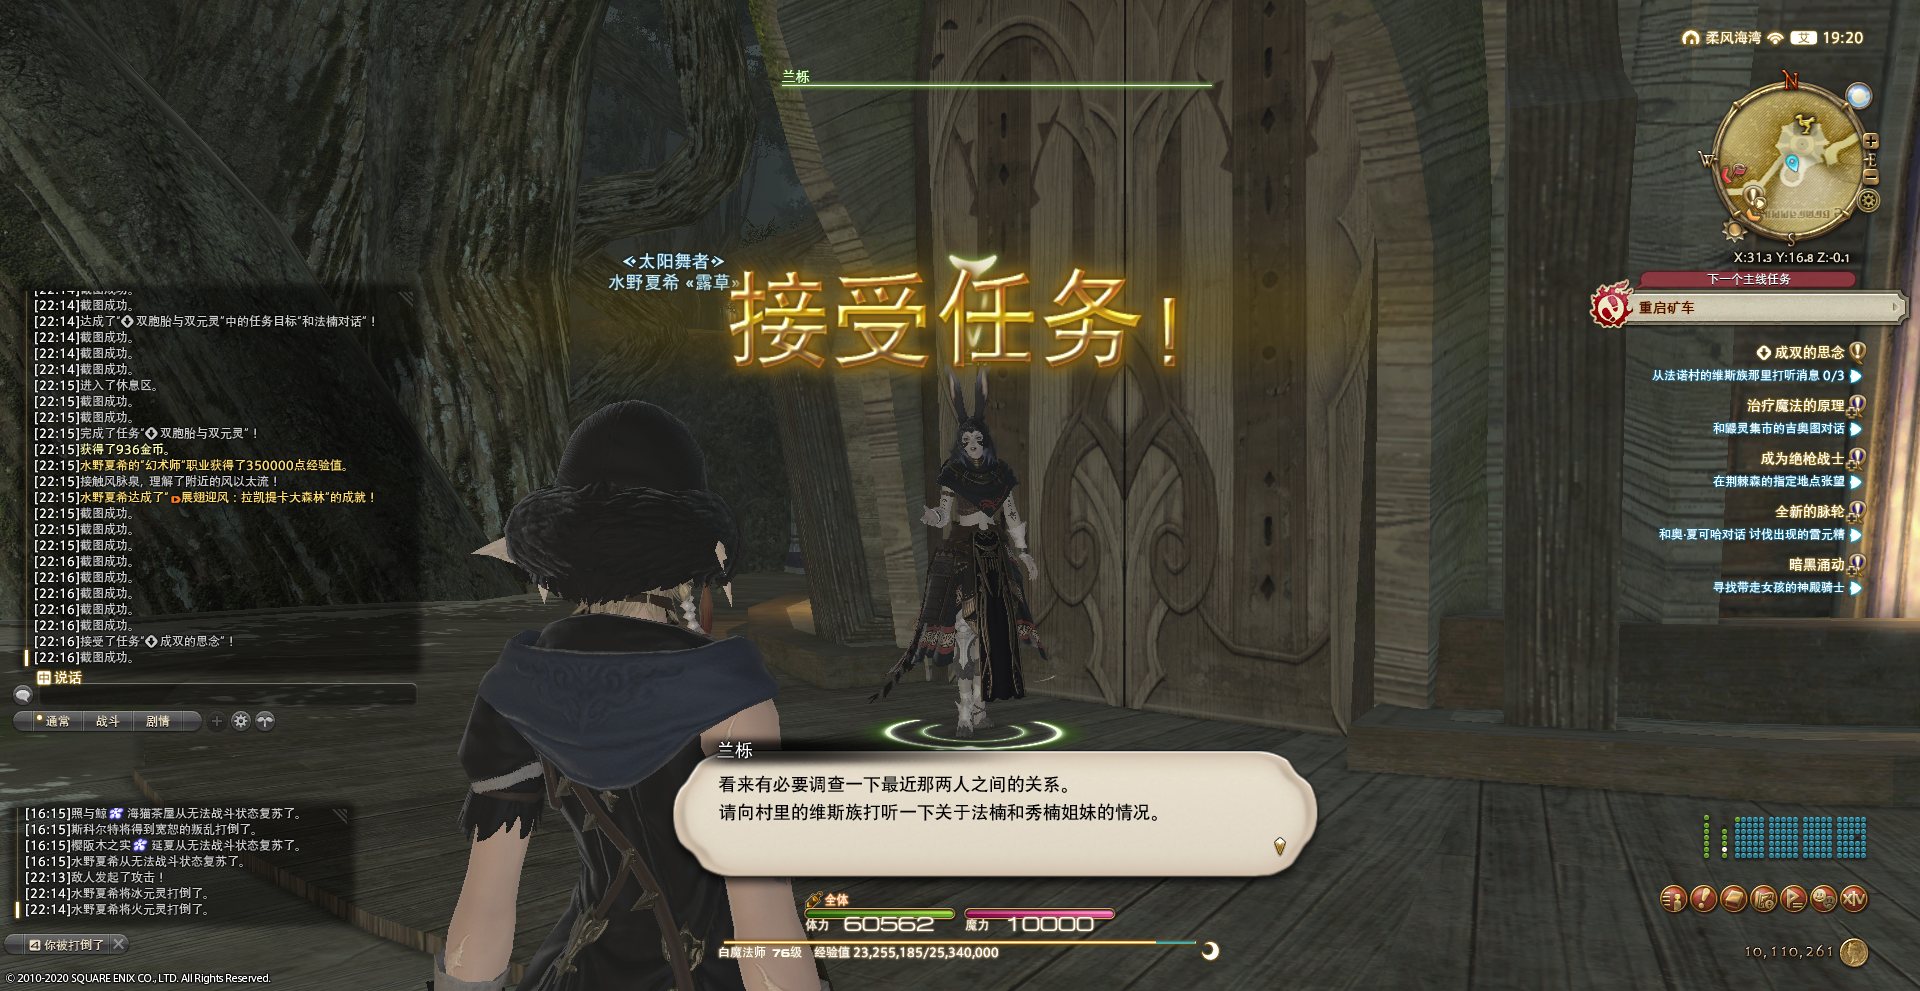 兰栎
柔风海湾 艾 19:20
N
W
E
S
X:31.3 Y:16.8 Z:-0.1
下一个主线任务
重启矿车
成双的思念
从法诺村的维斯族那里打听消息 0/3
治疗魔法的原理
和鼹灵集市的吉奥图对话
成为绝枪战士
在荆棘森的指定地点张望
全新的脉轮
和奥·夏可哈对话 讨伐出现的雷元精
暗黑涌动
寻找带走女孩的神殿骑士
太阳舞者
水野夏希 «露草»
接受任务！
[22:14]截图成功。
[22:14]截图成功。
[22:14]达成了“双胞胎与双元灵”中的任务目标“和法楠对话”！
[22:14]截图成功。
[22:14]截图成功。
[22:14]截图成功。
[22:15]进入了休息区。
[22:15]截图成功。
[22:15]截图成功。
[22:15]完成了任务“双胞胎与双元灵”！
[22:15]获得了936金币。
[22:15]水野夏希的“幻术师”职业获得了350000点经验值。
[22:15]接触风脉泉，理解了附近的风以太流！
[22:15]水野夏希达成了“展翅迎风：拉凯提卡大森林”的成就！
[22:15]截图成功。
[22:15]截图成功。
[22:15]截图成功。
[22:16]截图成功。
[22:16]截图成功。
[22:16]截图成功。
[22:16]截图成功。
[22:16]截图成功。
[22:16]接受了任务“成双的思念”！
[22:16]截图成功。
中 说话
通常 战斗 剧情
[16:15]照与鲸 海猫茶屋从无法战斗状态复苏了。
[16:15]斯科尔特将得到宽恕的叛乱打倒了。
[16:15]樱阪木之实 延夏从无法战斗状态复苏了。
[16:15]水野夏希从无法战斗状态复苏了。
[22:13]敌人发起了攻击！
[22:14]水野夏希将冰元灵打倒了。
[22:14]水野夏希将火元灵打倒了。
4 你被打倒了
© 2010-2020 SQUARE ENIX CO., LTD. All Rights Reserved.
兰栎
看来有必要调查一下最近那两人之间的关系。
请向村里的维斯族打听一下关于法楠和秀楠姐妹的情况。
全体
体力 60562 魔力 10000
白魔法师 76级 经验值 23,255,185/25,340,000
XIV
10,110,261